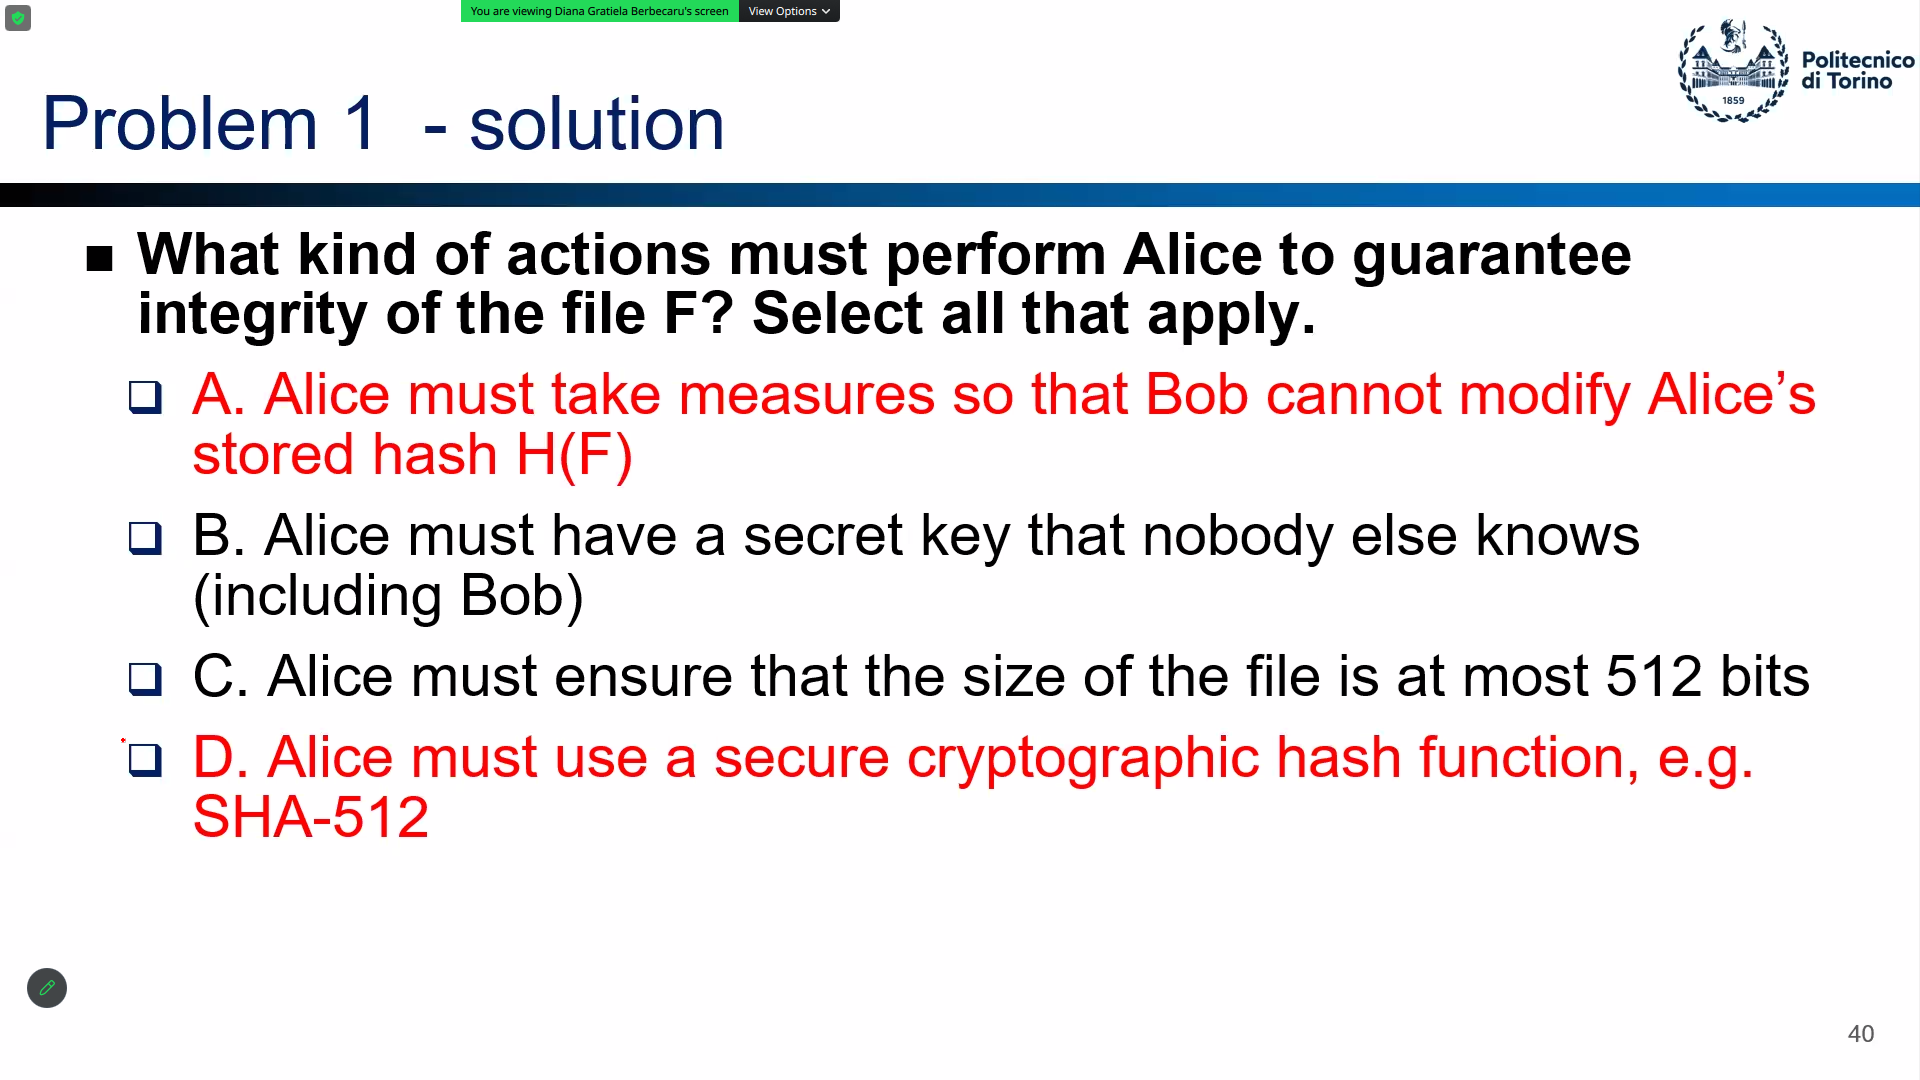 You are viewing Diana Gratiela Berbecaru's screen View Options
Politecnico
di Torino
1859
Problem 1 - solution
What kind of actions must perform Alice to guarantee
integrity of the file F? Select all that apply.
A. Alice must take measures so that Bob cannot modify Alice’s
stored hash H(F)
B. Alice must have a secret key that nobody else knows
(including Bob)
C. Alice must ensure that the size of the file is at most 512 bits
D. Alice must use a secure cryptographic hash function, e.g.
SHA-512
40